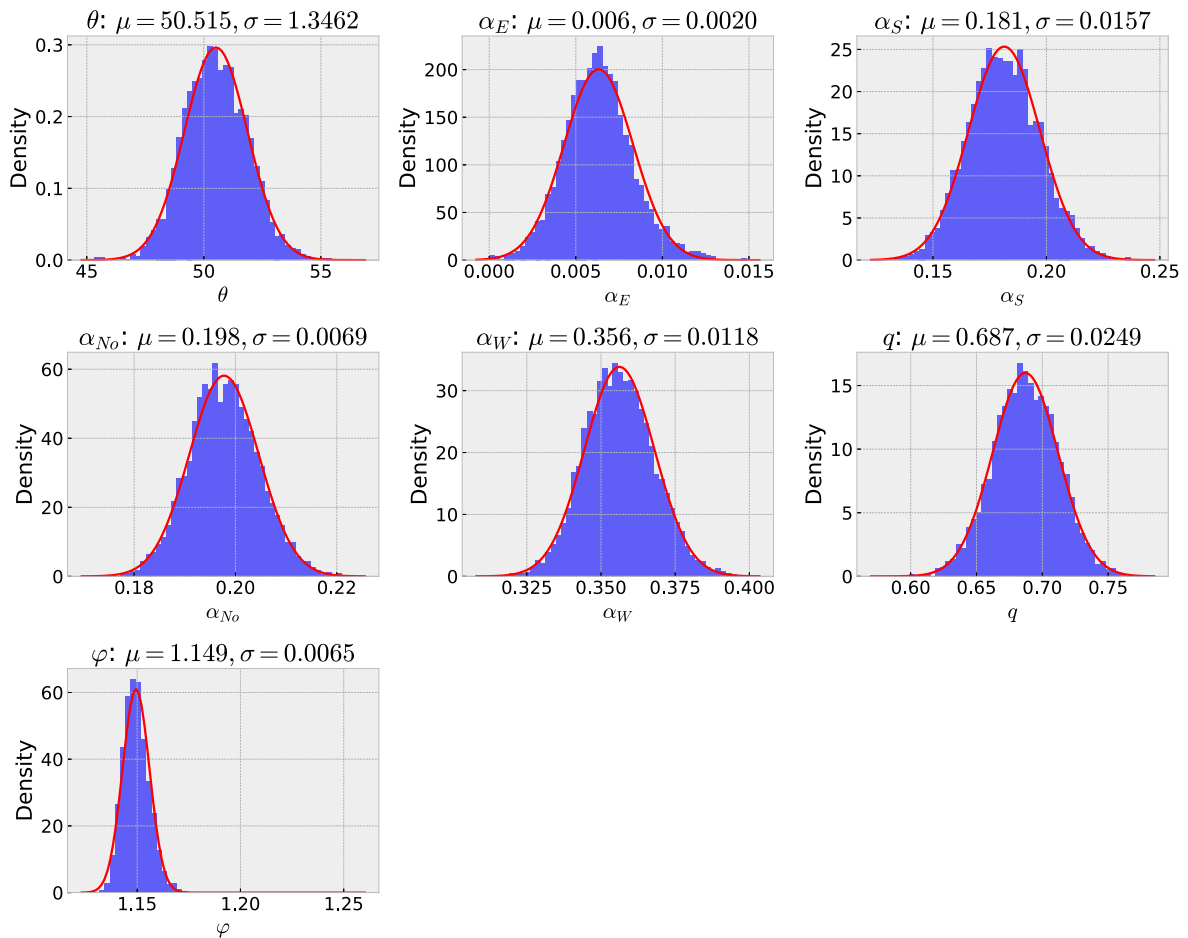 θ: μ = 50.515, σ = 1.3462
0.3
0.2
0.1
0.0
Density
45
50
55
θ
α_E: μ = 0.006, σ = 0.0020
200
150
100
50
0
Density
0.000
0.005
0.010
0.015
α_E
α_S: μ = 0.181, σ = 0.0157
25
20
15
10
5
0
Density
0.15
0.20
0.25
α_S
α_No: μ = 0.198, σ = 0.0069
60
40
20
0
Density
0.18
0.20
0.22
α_No
α_W: μ = 0.356, σ = 0.0118
30
20
10
0
Density
0.325
0.350
0.375
0.400
α_W
q: μ = 0.687, σ = 0.0249
15
10
5
0
Density
0.60
0.65
0.70
0.75
q
φ: μ = 1.149, σ = 0.0065
60
40
20
0
Density
1.15
1.20
1.25
φ